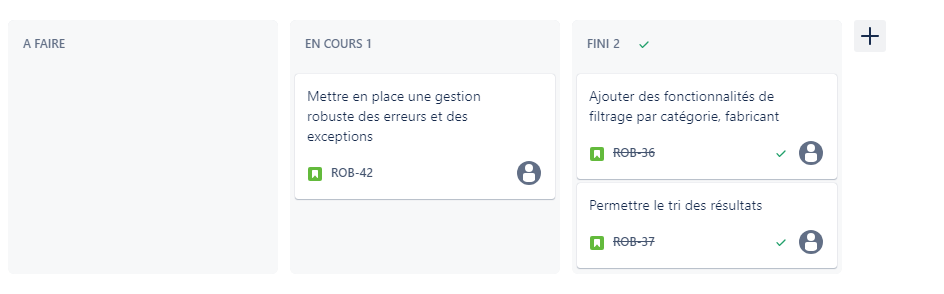 A FAIRE
EN COURS 1
Mettre en place une gestion
robuste des erreurs et des
exceptions
ROB-42
FINI 2
Ajouter des fonctionnalités de
filtrage par catégorie, fabricant
ROB-36
Permettre le tri des résultats
ROB-37